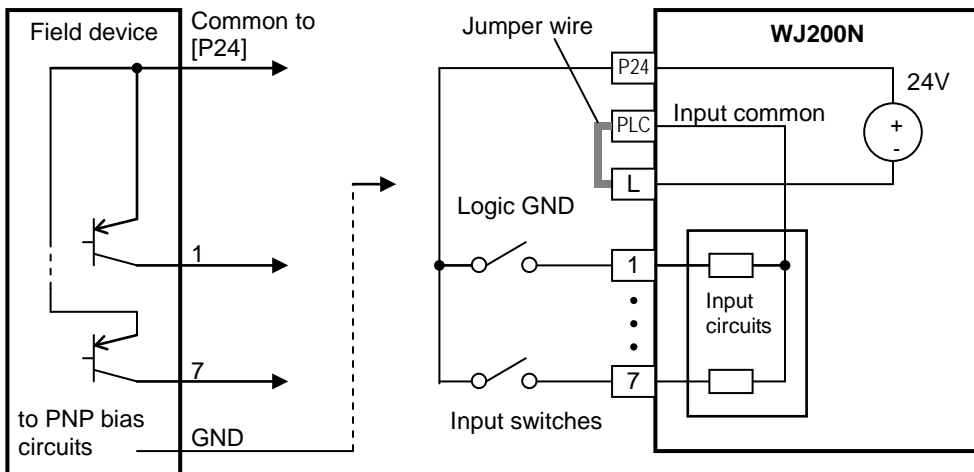 Field device
Common to
[P24]
1
7
to PNP bias
circuits
GND
Jumper wire
WJ200N
P24
24V
PLC
Input common
+
-
L
Logic GND
1
Input
circuits
7
Input switches